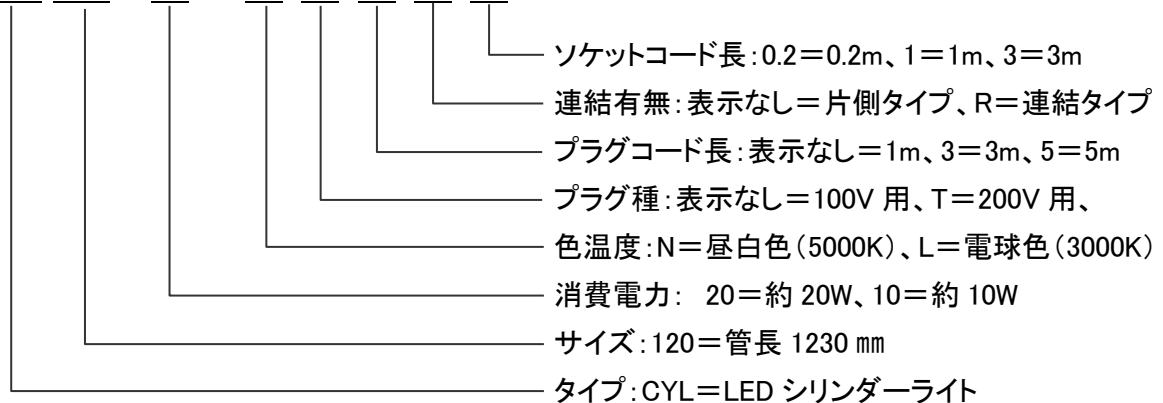 ソケットコード長:0.2=0.2m、1=1m、3=3m
連結有無:表示なし=片側タイプ、R=連結タイプ
プラグコード長:表示なし=1m、3=3m、5=5m
プラグ種:表示なし=100V 用、T=200V 用、
色温度:N=昼白色(5000K)、L=電球色(3000K)
消費電力: 20=約 20W、10=約 10W
サイズ:120=管長 1230 ㎜
タイプ:CYL=LED シリンダーライト